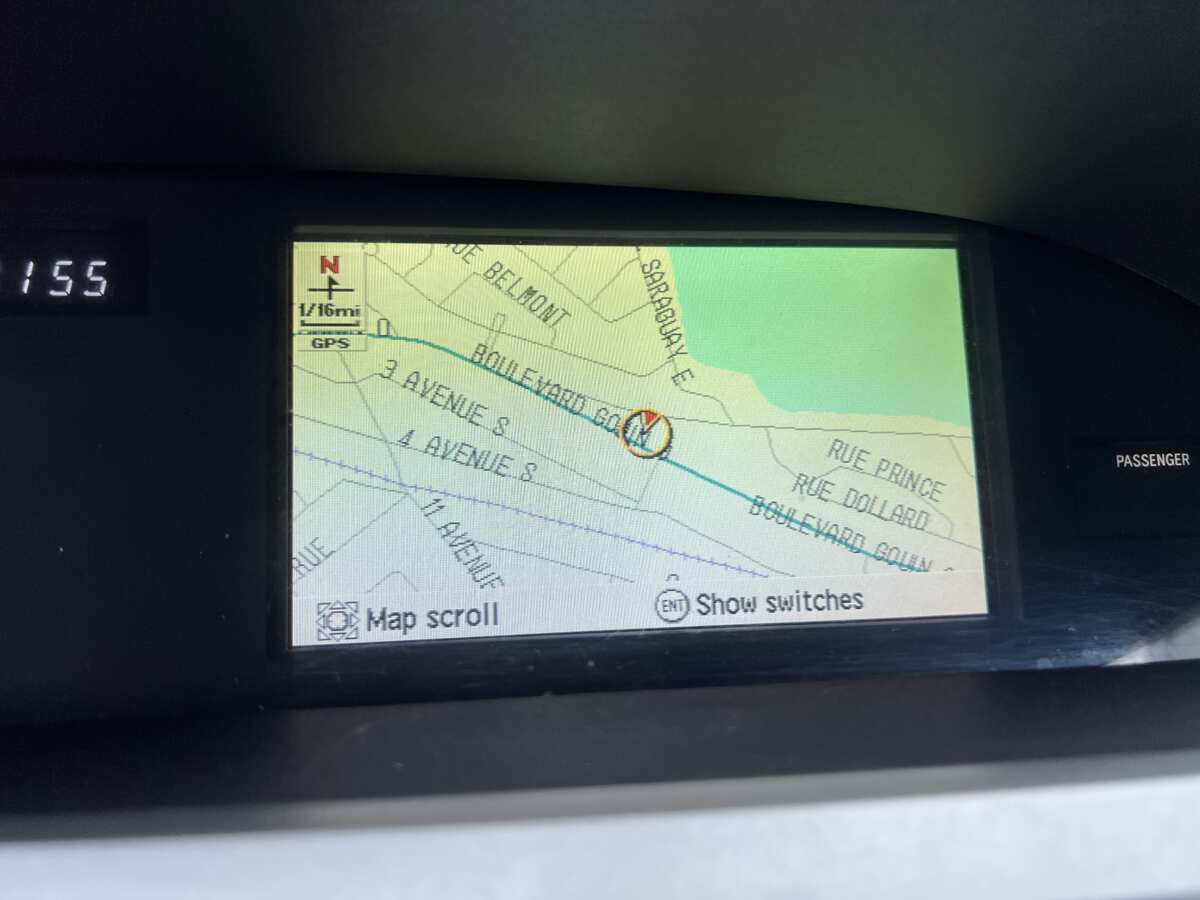 155
N
1/16mi
GPS
RUE BELMONT
SARAGUAY E
BOULEVARD GOUIN
3 AVENUE S
4 AVENUE S
11 AVENUE
RUE
RUE PRINCE
RUE DOLLARD
BOULEVARD GOUIN
Map scroll
ENT Show switches
PASSENGER